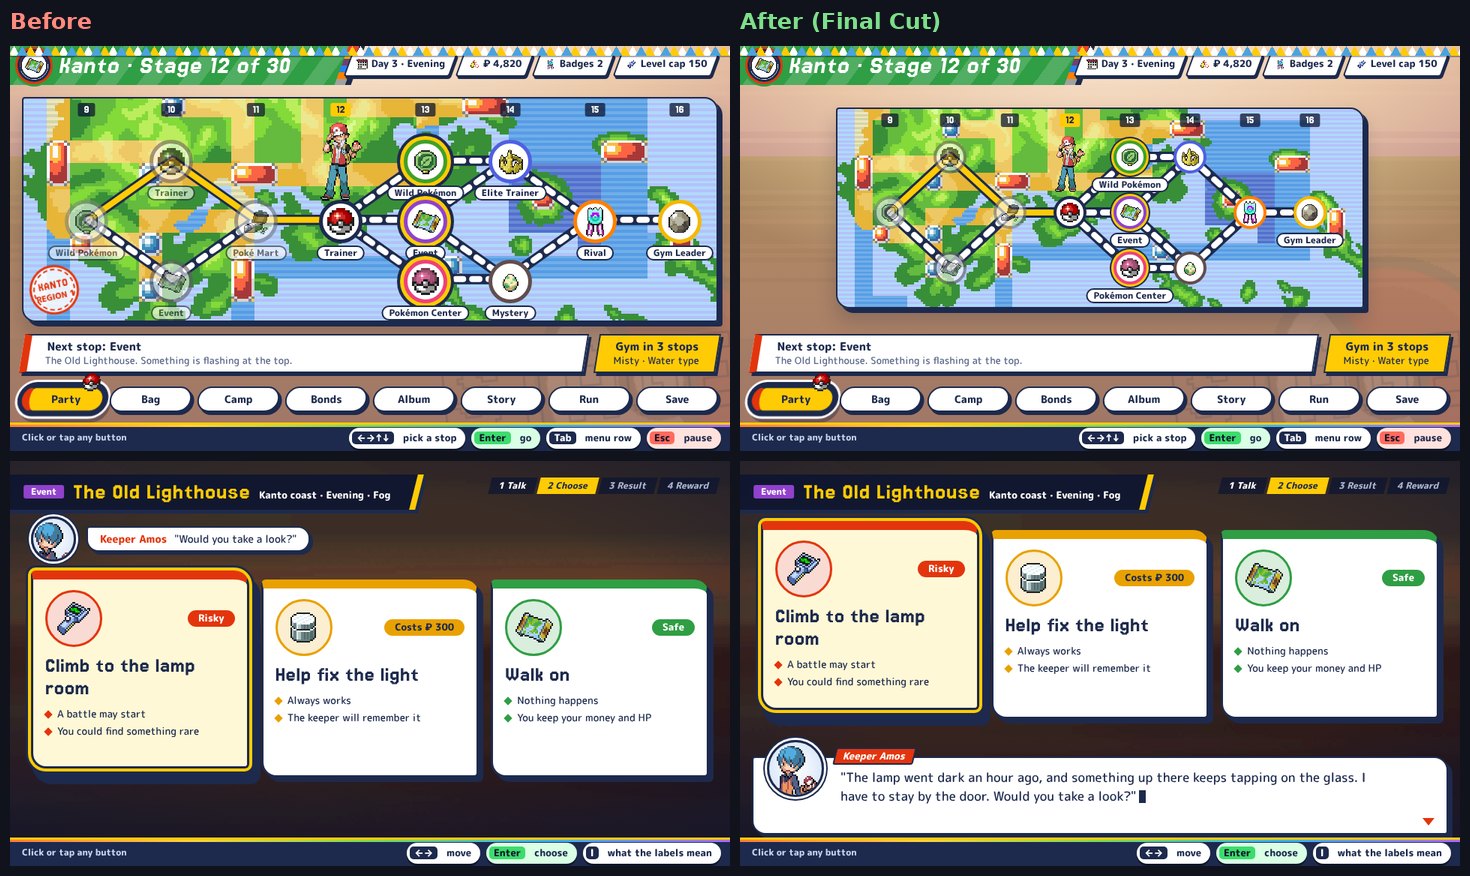 Before
Kanto · Stage 12 of 30
Day 3 · Evening
₽ 4,820
Badges 2
Level cap 150
9
10
11
12
13
14
15
16
Trainer
Wild Pokémon
Elite Trainer
Wild Pokémon
Poké Mart
Trainer
Event
Rival
Gym Leader
KANTO
REGION
Event
Pokémon Center
Mystery
Next stop: Event
The Old Lighthouse. Something is flashing at the top.
Gym in 3 stops
Misty · Water type
Party
Bag
Camp
Bonds
Album
Story
Run
Save
Click or tap any button
←→↑↓ pick a stop
Enter go
Tab menu row
Esc pause
After (Final Cut)
Kanto · Stage 12 of 30
Day 3 · Evening
₽ 4,820
Badges 2
Level cap 150
9
10
11
12
13
14
15
16
Wild Pokémon
Event
Gym Leader
Pokémon Center
Next stop: Event
The Old Lighthouse. Something is flashing at the top.
Gym in 3 stops
Misty · Water type
Party
Bag
Camp
Bonds
Album
Story
Run
Save
Click or tap any button
←→↑↓ pick a stop
Enter go
Tab menu row
Esc pause
Event
The Old Lighthouse
Kanto coast · Evening · Fog
1 Talk
2 Choose
3 Result
4 Reward
Keeper Amos "Would you take a look?"
Risky
Climb to the lamp
room
A battle may start
You could find something rare
Costs ₽ 300
Help fix the light
Always works
The keeper will remember it
Safe
Walk on
Nothing happens
You keep your money and HP
Click or tap any button
←→ move
Enter choose
I what the labels mean
Event
The Old Lighthouse
Kanto coast · Evening · Fog
1 Talk
2 Choose
3 Result
4 Reward
Risky
Climb to the lamp
room
A battle may start
You could find something rare
Costs ₽ 300
Help fix the light
Always works
The keeper will remember it
Safe
Walk on
Nothing happens
You keep your money and HP
Keeper Amos
"The lamp went dark an hour ago, and something up there keeps tapping on the glass. I
have to stay by the door. Would you take a look?"
Click or tap any button
←→ move
Enter choose
I what the labels mean